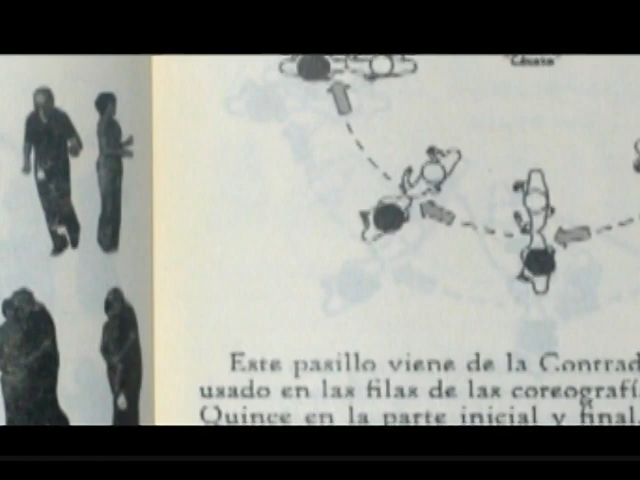 Este pasillo viene de la Contrad
usado en las filas de las coreografí
Quince en la parte inicial y final,